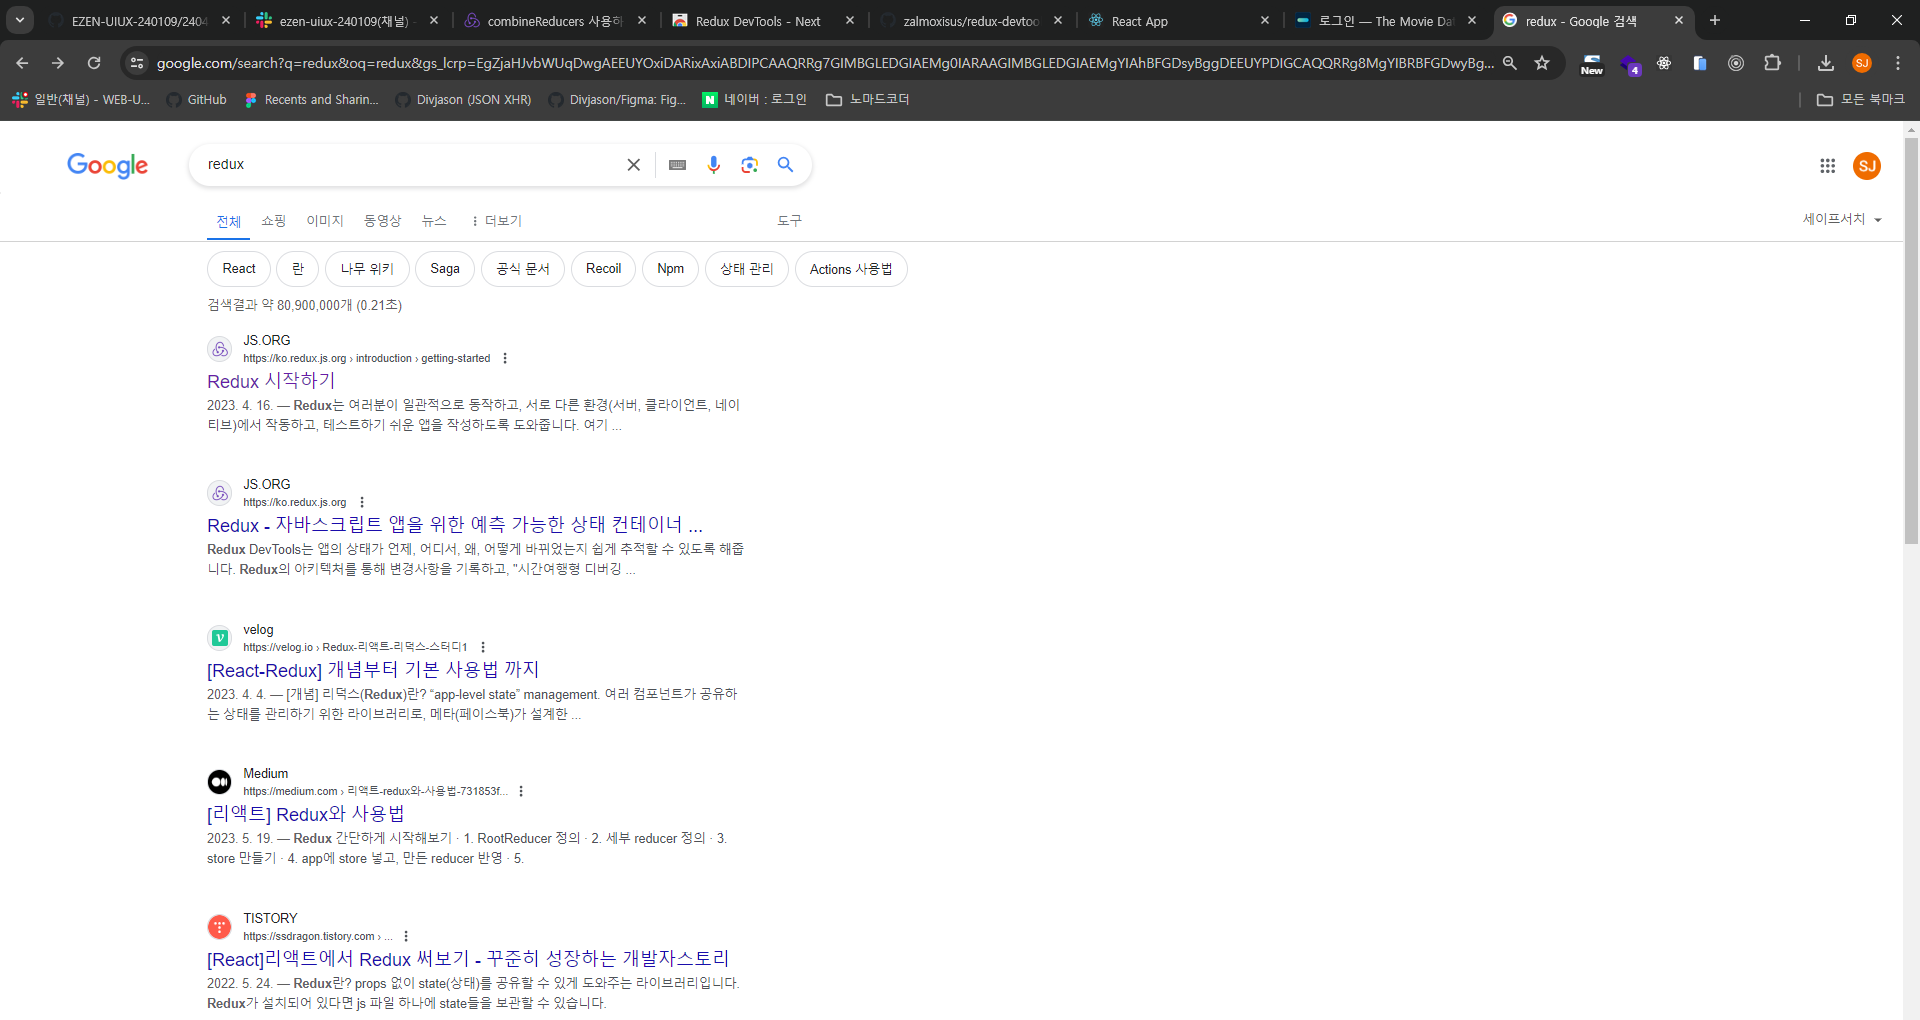 EZEN-UIUX-240109/2404
ezen-uiux-240109(채널) -
combineReducers 사용하
Redux DevTools - Next
zalmoxisus/redux-devtoo
React App
로그인 — The Movie Dat
redux - Google 검색
google.com/search?q=redux&oq=redux&gs_lcrp=EgZjaHJvbWUqDwgAEEUYOxiDARixAxiABDIPCAAQRRg7GIMBGLEDGIAEMg0IARAAGIMBGLEDGIAEMgYIAhBFGDsyBggDEEUYPDIGCAQQRRg8MgYIBRBFGDwyBg...
New
4
SJ
일반(채널) - WEB-U...
GitHub
Recents and Sharin...
Divjason (JSON XHR)
Divjason/Figma: Fig...
네이버 : 로그인
노마드코더
모든 북마크
Google
redux
SJ
전체
쇼핑
이미지
동영상
뉴스
더보기
도구
세이프서치
React
란
나무 위키
Saga
공식 문서
Recoil
Npm
상태 관리
Actions 사용법
검색결과 약 80,900,000개 (0.21초)
JS.ORG
https://ko.redux.js.org › introduction › getting-started
Redux 시작하기
2023. 4. 16. — Redux는 여러분이 일관적으로 동작하고, 서로 다른 환경(서버, 클라이언트, 네이
티브)에서 작동하고, 테스트하기 쉬운 앱을 작성하도록 도와줍니다. 여기 ...
JS.ORG
https://ko.redux.js.org
Redux - 자바스크립트 앱을 위한 예측 가능한 상태 컨테이너 ...
Redux DevTools는 앱의 상태가 언제, 어디서, 왜, 어떻게 바뀌었는지 쉽게 추적할 수 있도록 해줍
니다. Redux의 아키텍처를 통해 변경사항을 기록하고, "시간여행형 디버깅 ...
velog
https://velog.io › Redux-리액트-리덕스-스터디1
[React-Redux] 개념부터 기본 사용법 까지
2023. 4. 4. — [개념] 리덕스(Redux)란? “app-level state” management. 여러 컴포넌트가 공유하
는 상태를 관리하기 위한 라이브러리로, 메타(페이스북)가 설계한 ...
Medium
https://medium.com › 리액트-redux와-사용법-731853f...
[리액트] Redux와 사용법
2023. 5. 19. — Redux 간단하게 시작해보기 · 1. RootReducer 정의 · 2. 세부 reducer 정의 · 3.
store 만들기 · 4. app에 store 넣고, 만든 reducer 반영 · 5.
TISTORY
https://ssdragon.tistory.com › ...
[React]리액트에서 Redux 써보기 - 꾸준히 성장하는 개발자스토리
2022. 5. 24. — Redux란? props 없이 state(상태)를 공유할 수 있게 도와주는 라이브러리입니다.
Redux가 설치되어 있다면 js 파일 하나에 state들을 보관할 수 있습니다.